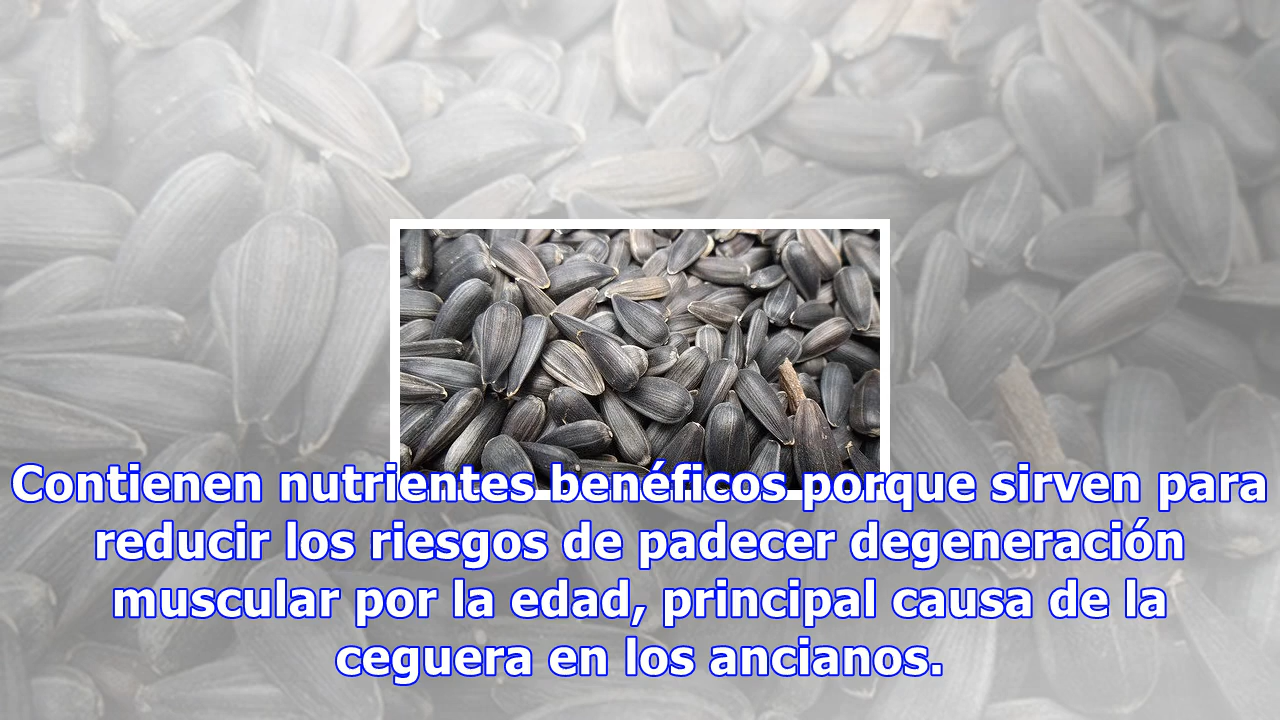 Contienen nutrientes benéficos porque sirven para
reducir los riesgos de padecer degeneración
muscular por la edad, principal causa de la
ceguera en los ancianos.